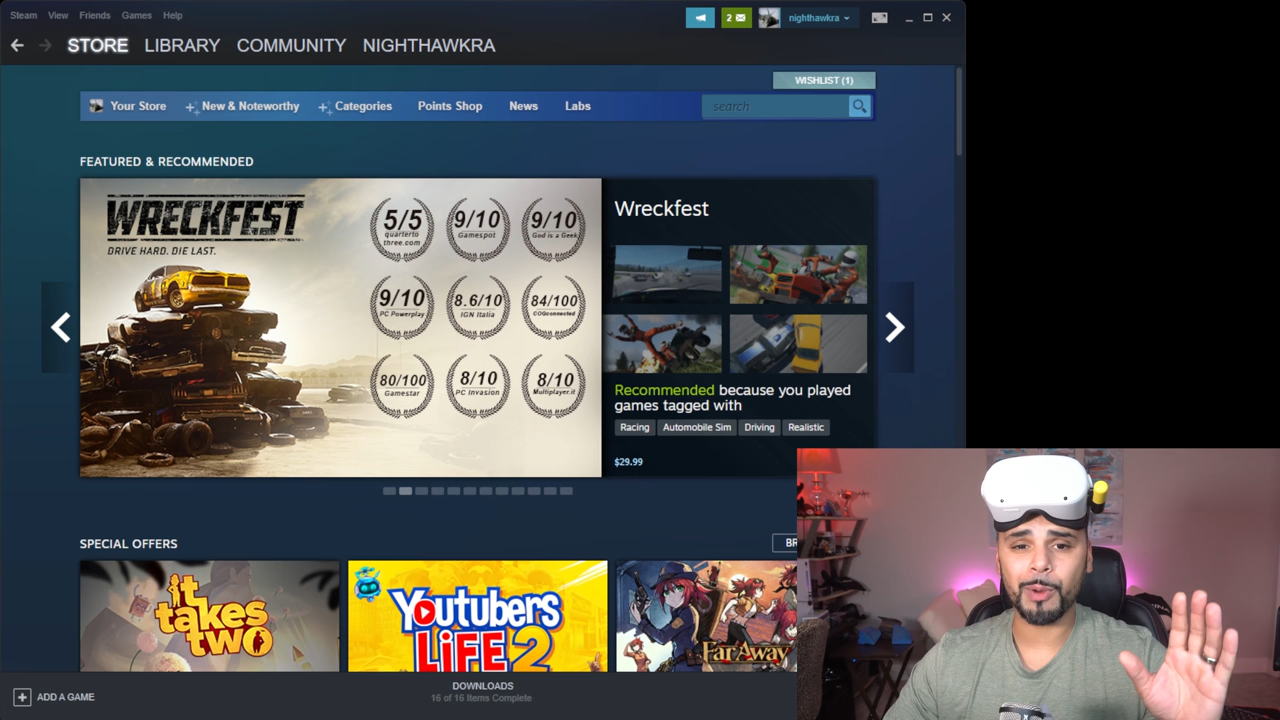 Steam View Friends Games Help
2 nighthawkra
STORE LIBRARY COMMUNITY NIGHTHAWKRA
WISHLIST (1)
Your Store New & Noteworthy Categories Points Shop News Labs search
FEATURED & RECOMMENDED
WRECKFEST
DRIVE HARD. DIE LAST.
5/5
quarterto
three.com
9/10
Gamespot
9/10
God is a Geek
9/10
PC Powerplay
8.6/10
IGN Italia
84/100
COGconnected
80/100
Gamestar
8/10
PC Invasion
8/10
Multiplayer.it
Wreckfest
Recommended because you played
games tagged with
Racing Automobile Sim Driving Realistic
$29.99
SPECIAL OFFERS
BR
it
takes
two
Youtubers
LIFE 2
Far Away
ADD A GAME
DOWNLOADS
16 of 16 Items Complete